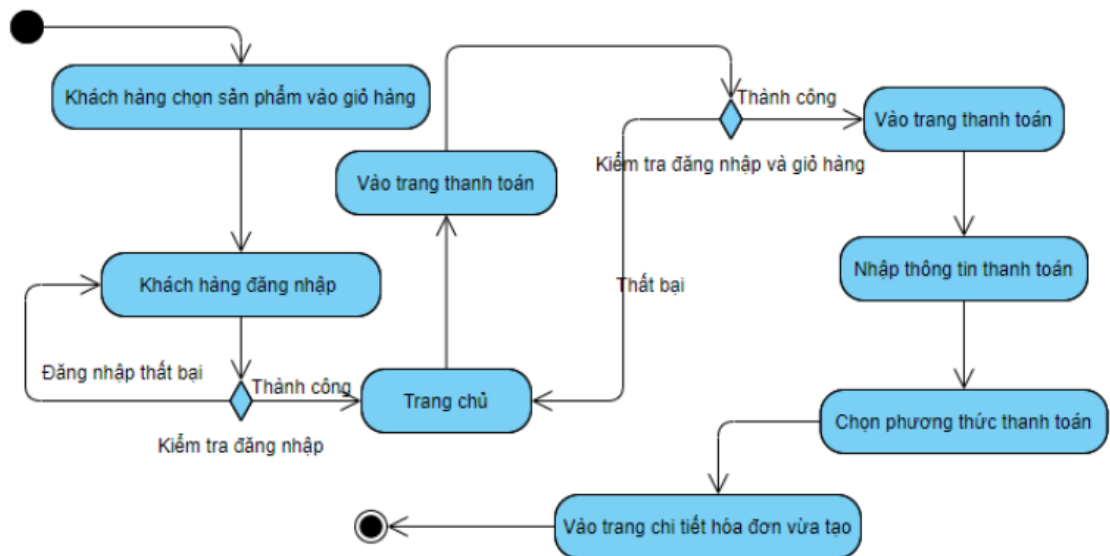 Khách hàng chọn sản phẩm vào giỏ hàng
Khách hàng đăng nhập
Đăng nhập thất bại
Thành công
Kiểm tra đăng nhập
Trang chủ
Vào trang thanh toán
Thành công
Kiểm tra đăng nhập và giỏ hàng
Thất bại
Vào trang thanh toán
Nhập thông tin thanh toán
Chọn phương thức thanh toán
Vào trang chi tiết hóa đơn vừa tạo